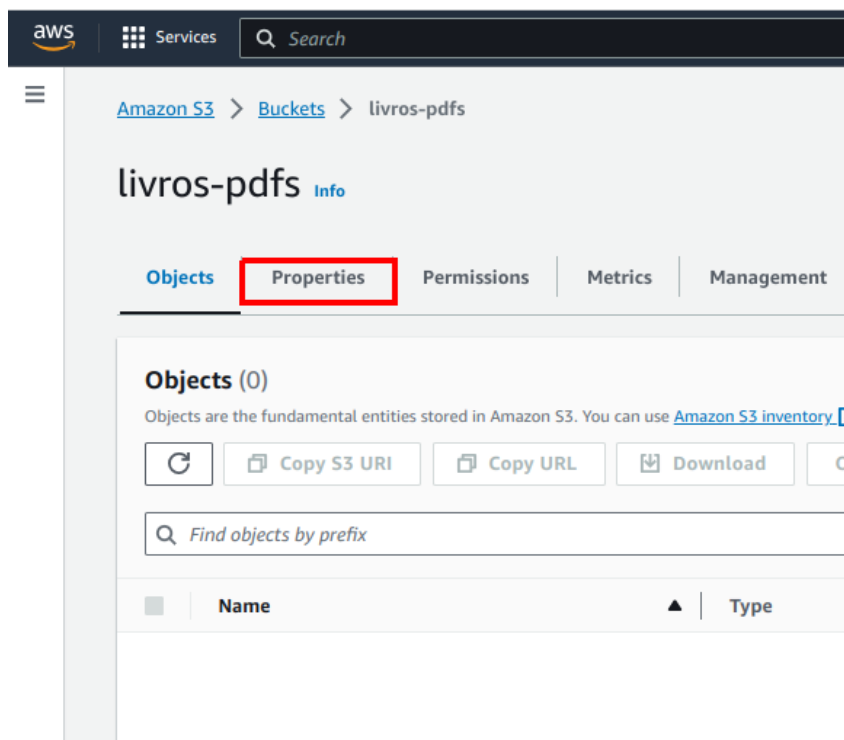 aws Services Search
Amazon S3 > Buckets > livros-pdfs
livros-pdfs Info
Objects Properties Permissions Metrics Management
Objects (0)
Objects are the fundamental entities stored in Amazon S3. You can use Amazon S3 inventory
Copy S3 URI Copy URL Download
Find objects by prefix
Name Type